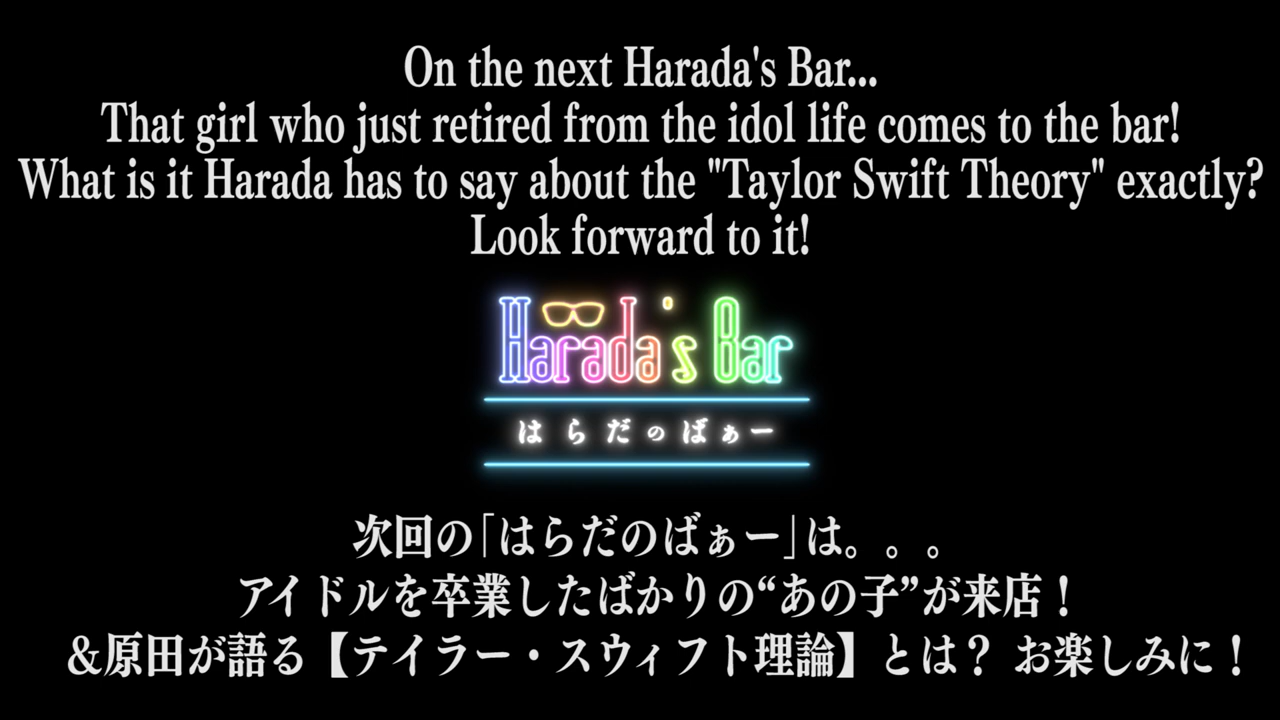 On the next Harada's Bar...
That girl who just retired from the idol life comes to the bar!
What is it Harada has to say about the "Taylor Swift Theory" exactly?
Look forward to it!
Harada's Bar
はらだのばぁー
次回の「はらだのばぁー」は。。。
アイドルを卒業したばかりの“あの子”が来店！
＆原田が語る【テイラー・スウィフト理論】とは？ お楽しみに！